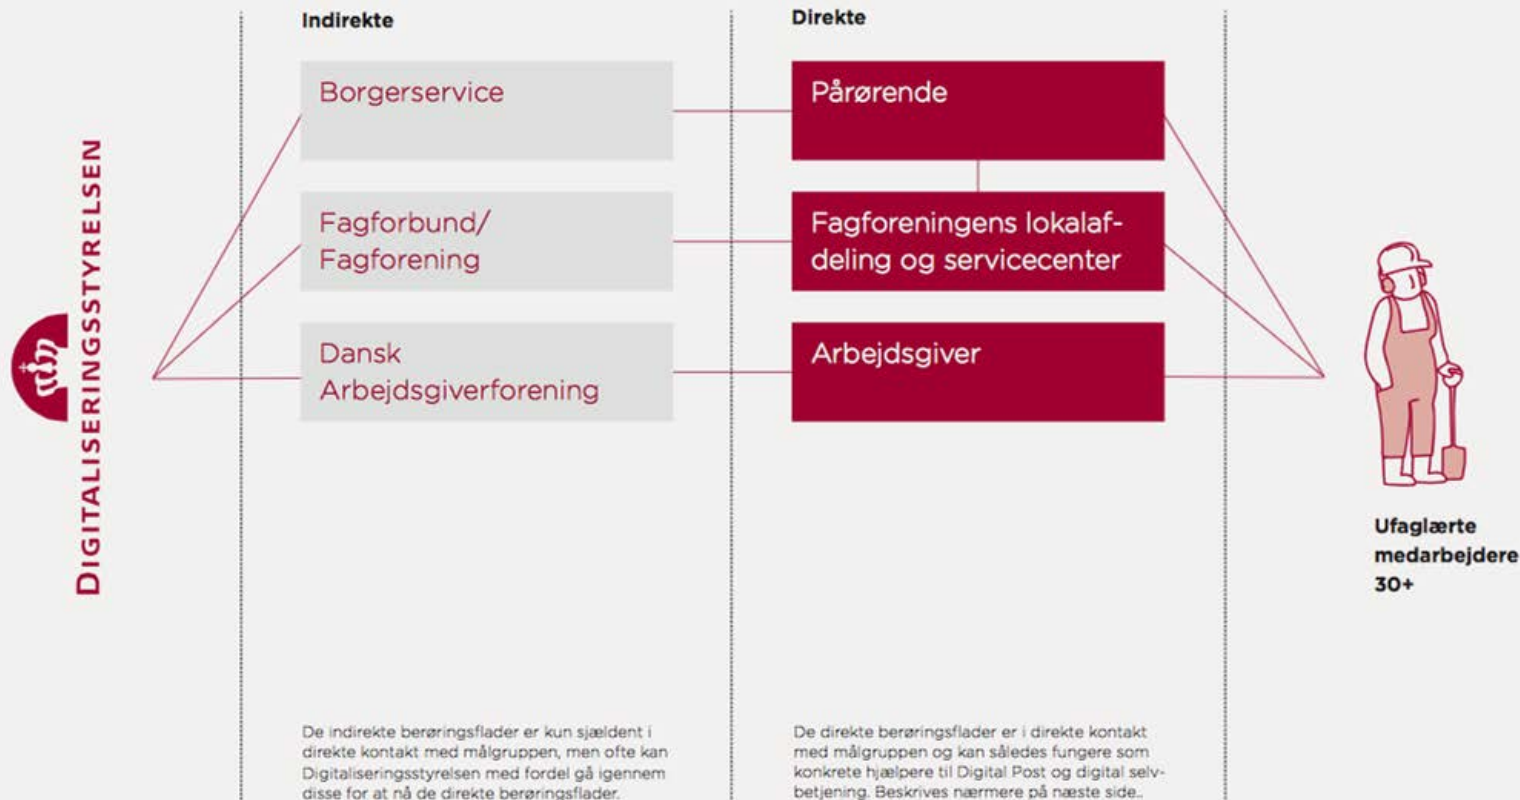 DIGITALISERINGSSTYRELSEN
Indirekte
Borgerservice
Fagforbund/
Fagforening
Dansk
Arbejdsgiverforening
De indirekte berøringsflader er kun sjældent i
direkte kontakt med målgruppen, men ofte kan
Digitaliseringsstyrelsen med fordel gå igennem
disse for at nå de direkte berøringsflader.
Direkte
Pårørende
Fagforeningens lokalaf-
deling og servicecenter
Arbejdsgiver
De direkte berøringsflader er i direkte kontakt
med målgruppen og kan således fungere som
konkrete hjælpere til Digital Post og digital selv-
betjening. Beskrives nærmere på næste side..
Ufaglærte
medarbejdere
30+